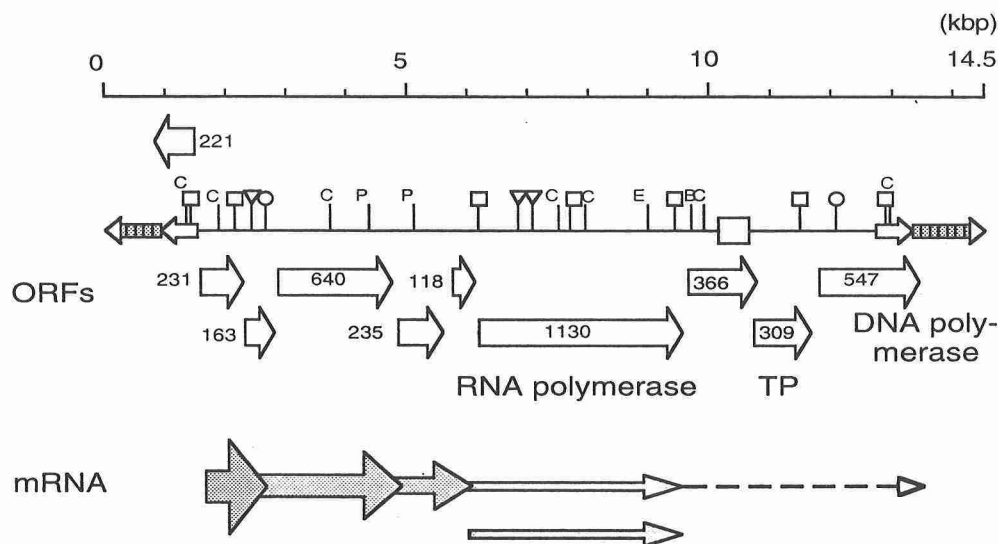 (kbp)
0 5 10 14.5
221
C C C P P C C E B C C
231 640 118 366 547
ORFs
163 235 1130 309 DNA poly-
merase
RNA polymerase TP
mRNA